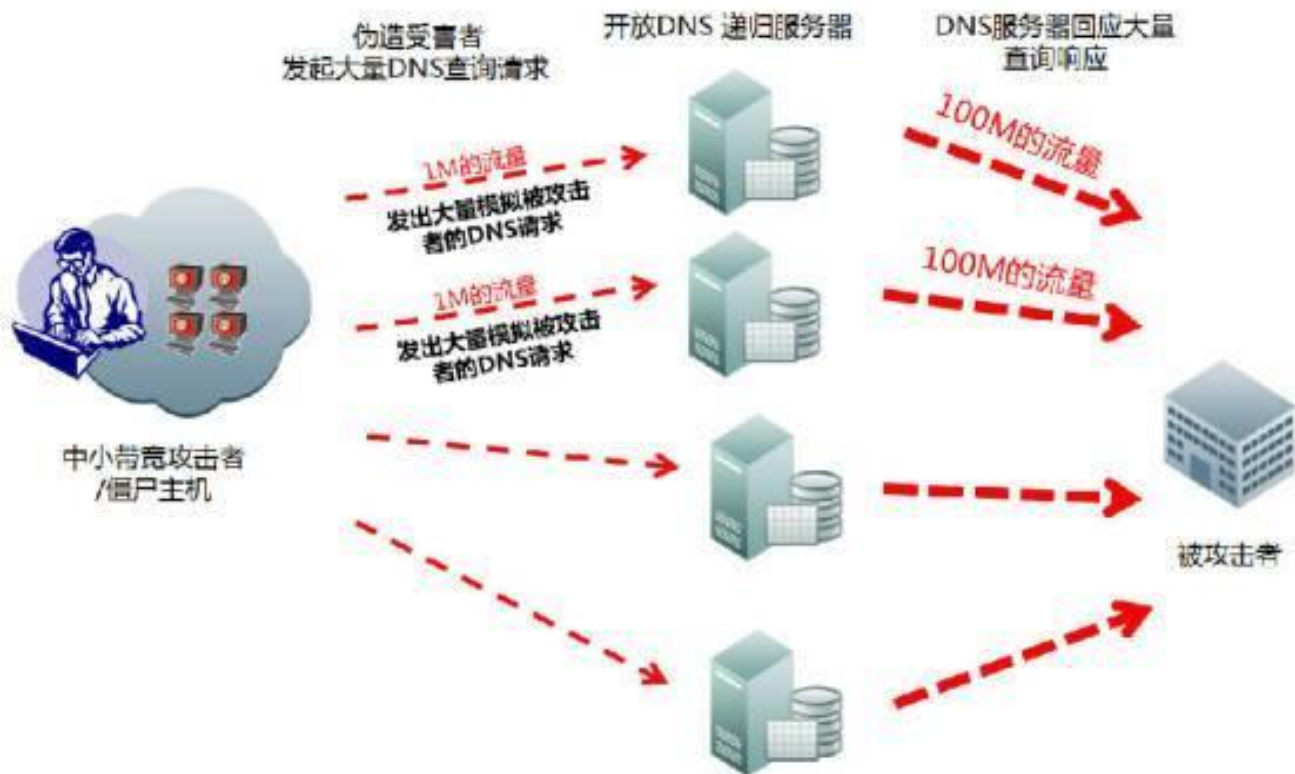 伪造受害者
发起大量DNS查询请求
开放DNS 递归服务器
DNS服务器回应大量
查询响应
1M的流量
发出大量模拟被攻击
者的DNS请求
100M的流量
1M的流量
发出大量模拟被攻击
者的DNS请求
100M的流量
中小带宽攻击者
/僵尸主机
被攻击者